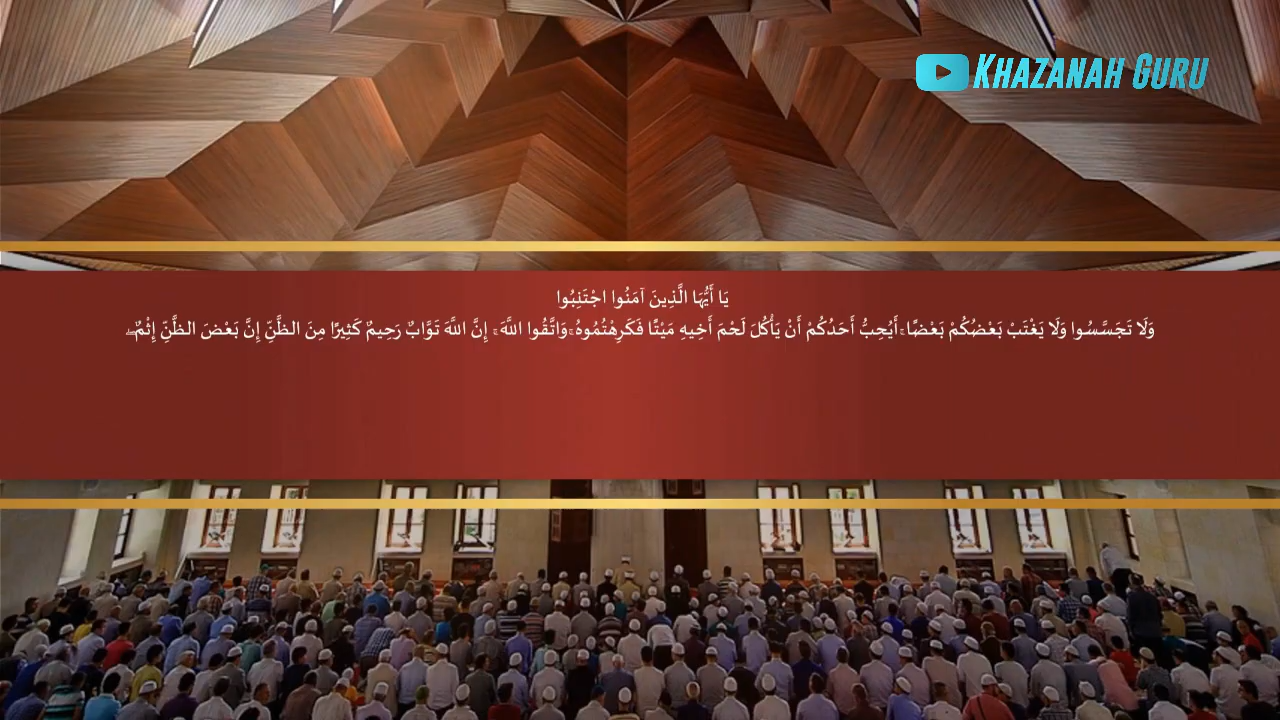 KHAZANAH GURU
يَا أَيُّهَا الَّذِينَ آمَنُوا اجْتَنِبُوا
وَلَا تَجَسَّسُوا وَلَا يَغْتَبْ بَعْضُكُمْ بَعْضًا ۚ أَيُحِبُّ أَحَدُكُمْ أَنْ يَأْكُلَ لَحْمَ أَخِيهِ مَيْتًا فَكَرِهْتُمُوهُ ۚ وَاتَّقُوا اللَّهَ ۚ إِنَّ اللَّهَ تَوَّابٌ رَحِيمٌ كَثِيرًا مِنَ الظَّنِّ إِنَّ بَعْضَ الظَّنِّ إِثْمٌ ۖ